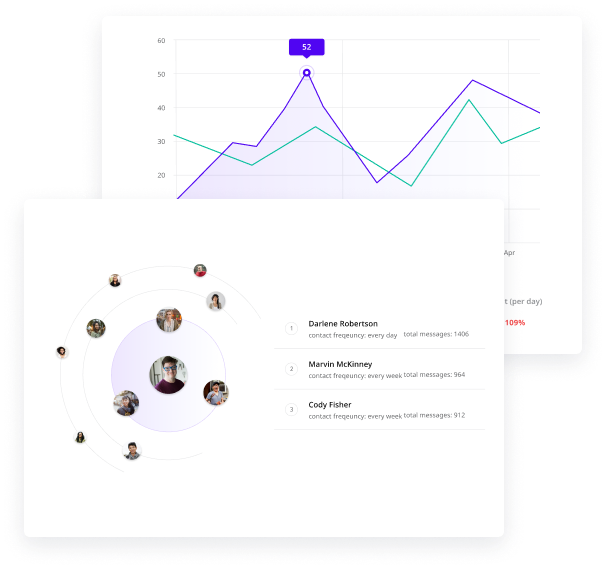 60
52
50
40
30
20
Apr
t (per day)
109%
1
Darlene Robertson
contact freqeuncy: every day total messages: 1406
2
Marvin McKinney
contact freqeuncy: every week total messages: 964
3
Cody Fisher
contact freqeuncy: every week total messages: 912